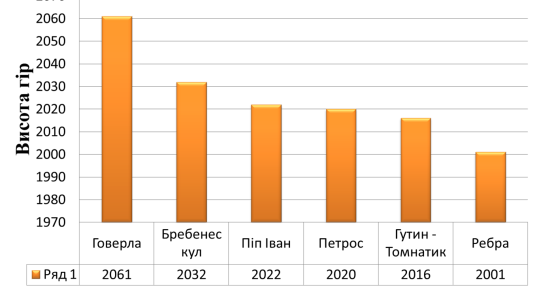 2070
2060
2050
2040
2030
2020
2010
2000
1990
1980
1970
Висота гір
Говерла
Бребенес
кул
Піп Іван
Петрос
Гутин -
Томнатик
Ребра
Ряд 1 2061 2032 2022 2020 2016 2001